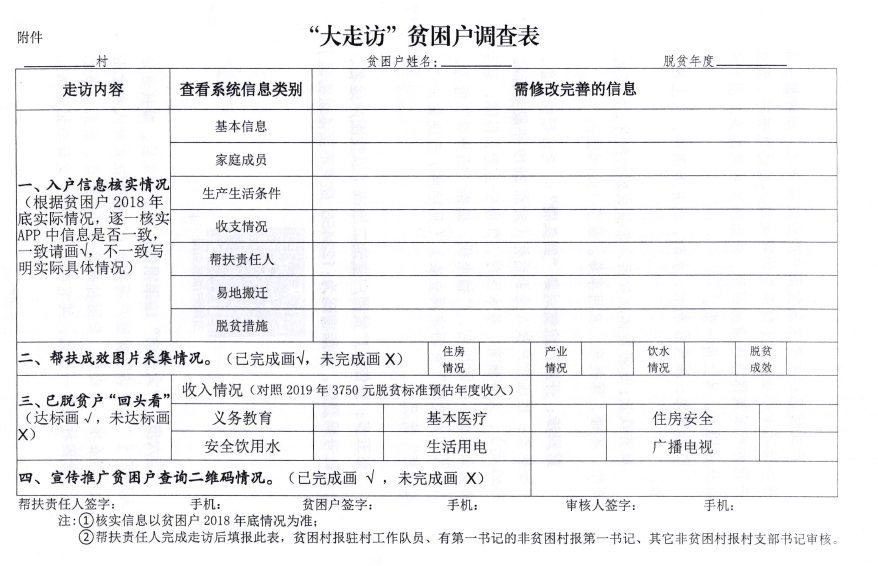 附件
“大走访”贫困户调查表
________村 贫困户姓名：________ 脱贫年度________
走访内容 查看系统信息类别 需修改完善的信息
一、入户信息核实情况
（根据贫困户 2018 年
底实际情况，逐一核实
APP 中信息是否一致，
一致请画√，不一致写
明实际具体情况）
基本信息
家庭成员
生产生活条件
收支情况
帮扶责任人
易地搬迁
脱贫措施
二、帮扶成效图片采集情况。（已完成画√，未完成画 X）
住房
情况
产业
情况
饮水
情况
脱贫
成效
三、已脱贫户“回头看”
（达标画 √，未达标画
X）
收入情况（对照 2019 年 3750 元脱贫标准预估年度收入）
义务教育 基本医疗 住房安全
安全饮用水 生活用电 广播电视
四、宣传推广贫困户查询二维码情况。（已完成画 √ ，未完成画 X）
帮扶责任人签字： 手机： 贫困户签字： 手机： 审核人签字： 手机：
注:①核实信息以贫困户 2018 年底情况为准；
②帮扶责任人完成走访后填报此表，贫困村报驻村工作队员、有第一书记的非贫困村报第一书记、其它非贫困村报村支部书记审核。